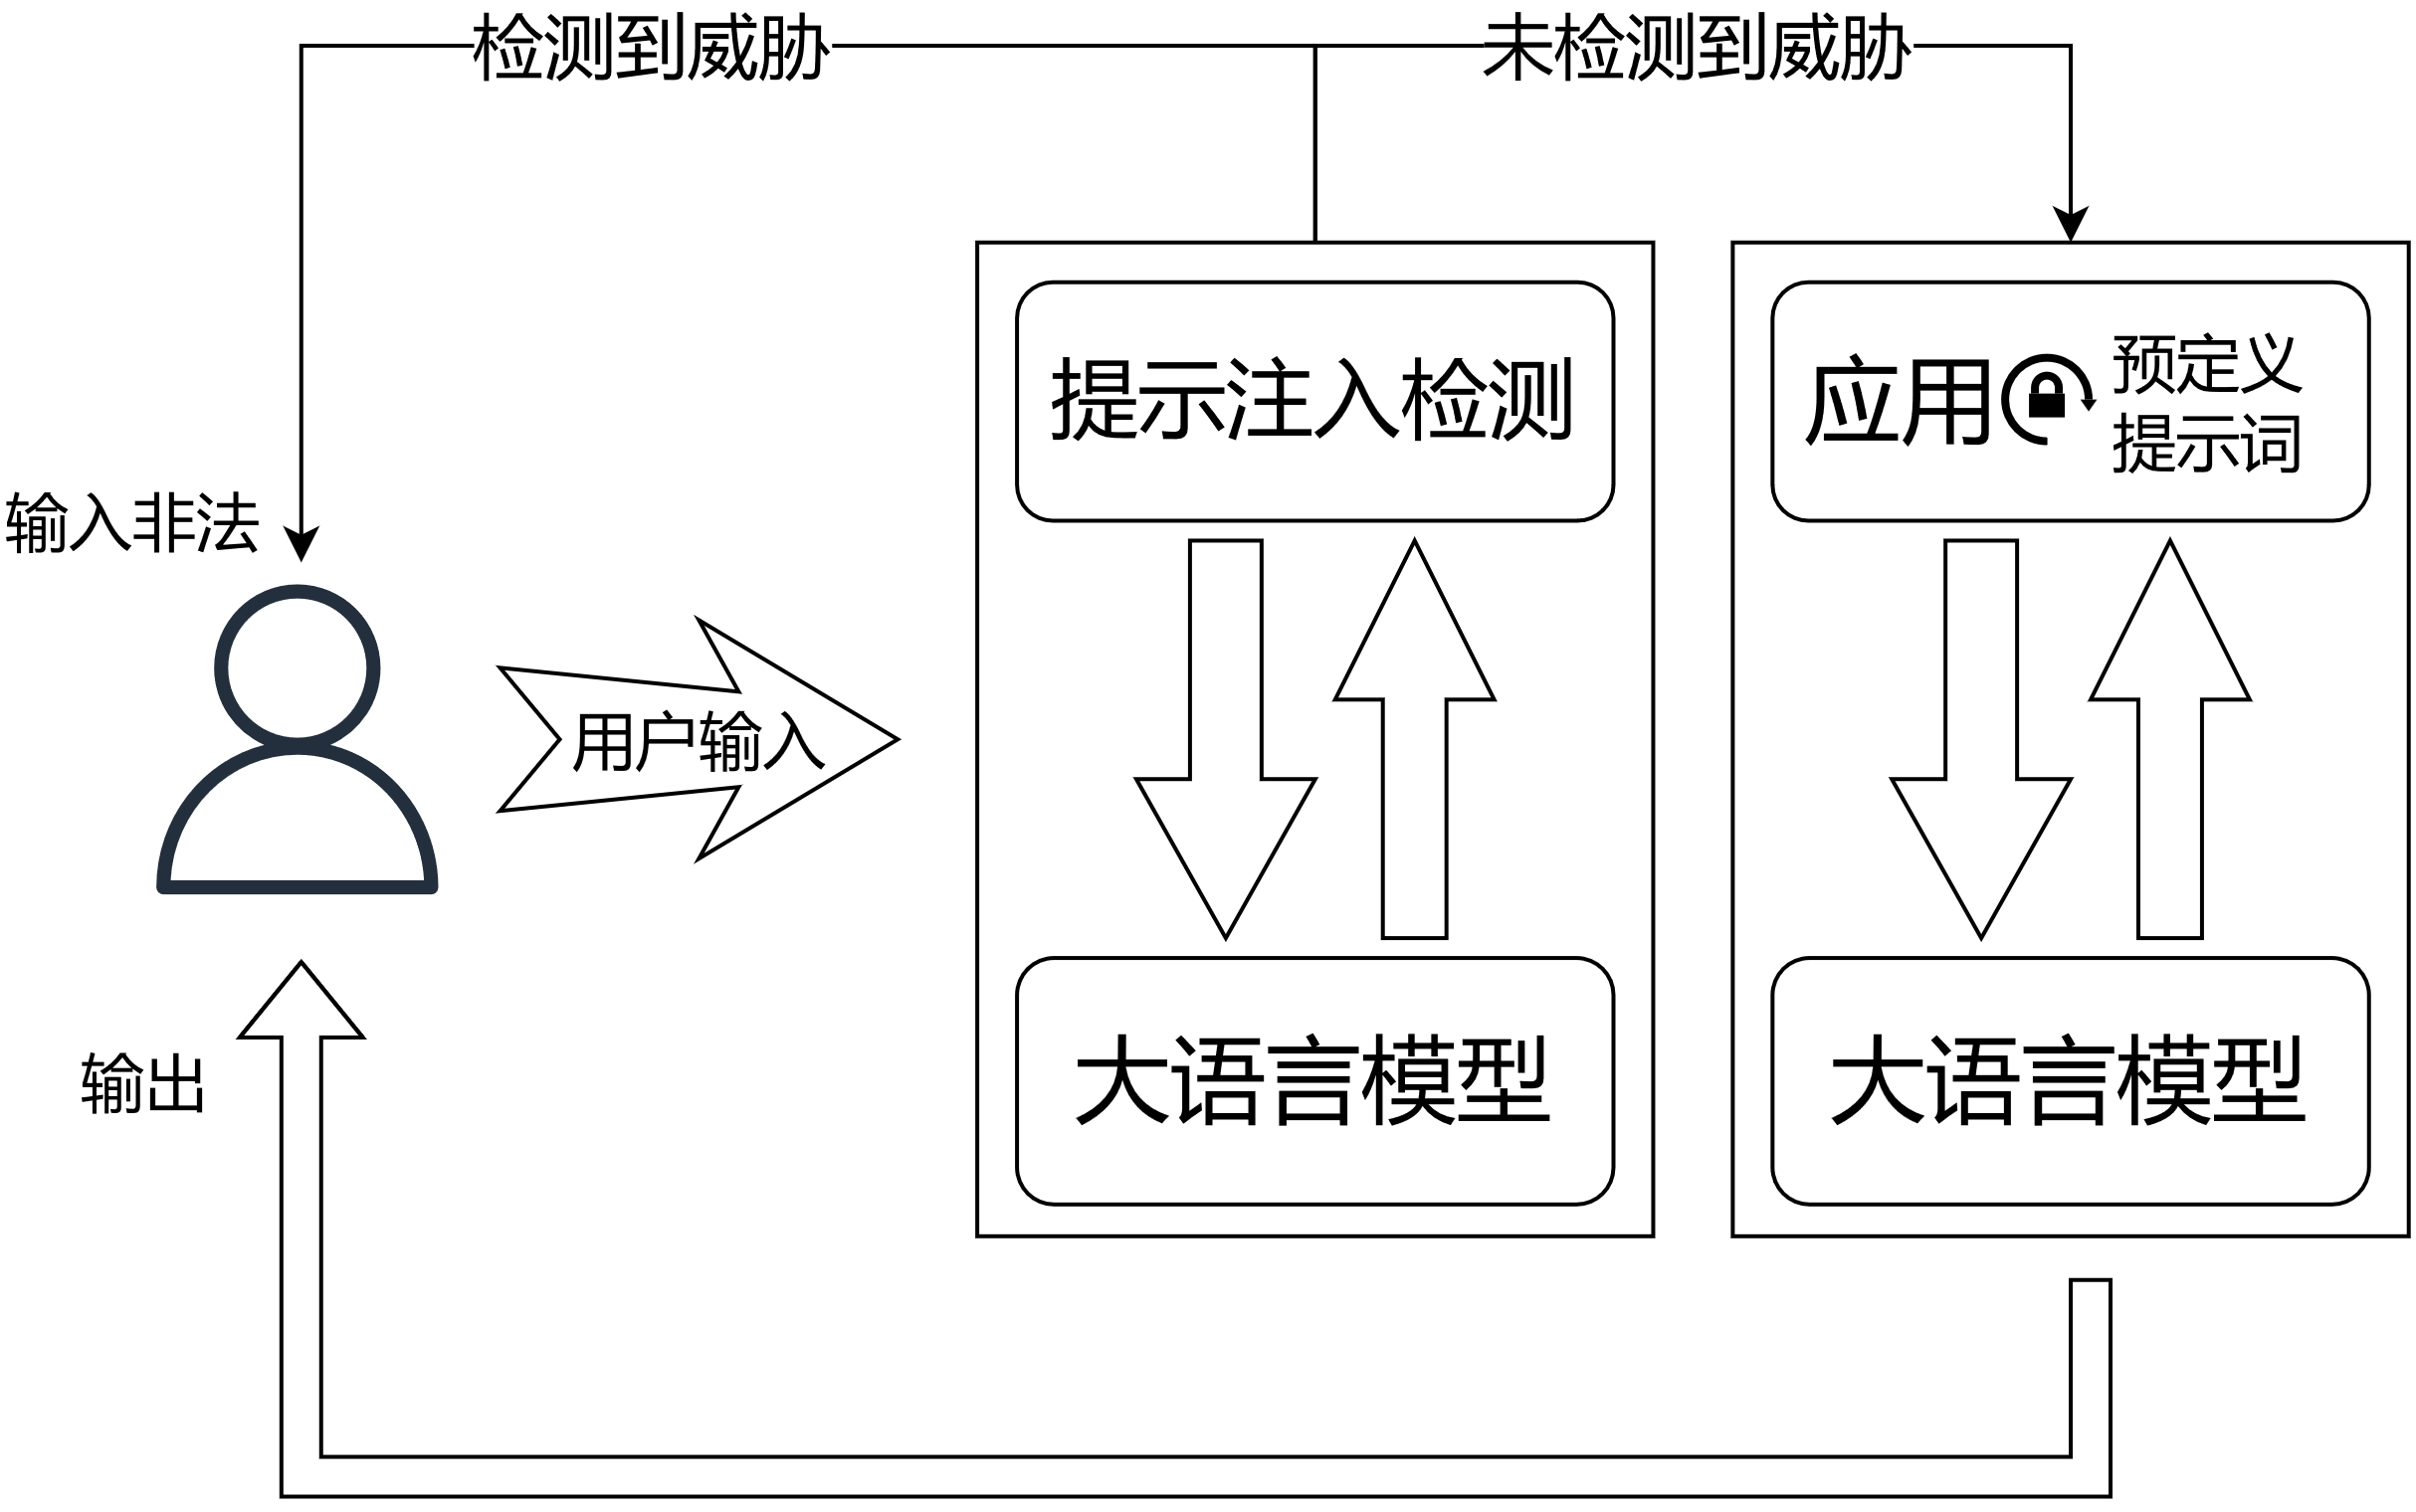 检测到威胁
未检测到威胁
提示注入检测
应用
预定义
提示词
输入非法
用户输入
大语言模型
大语言模型
输出